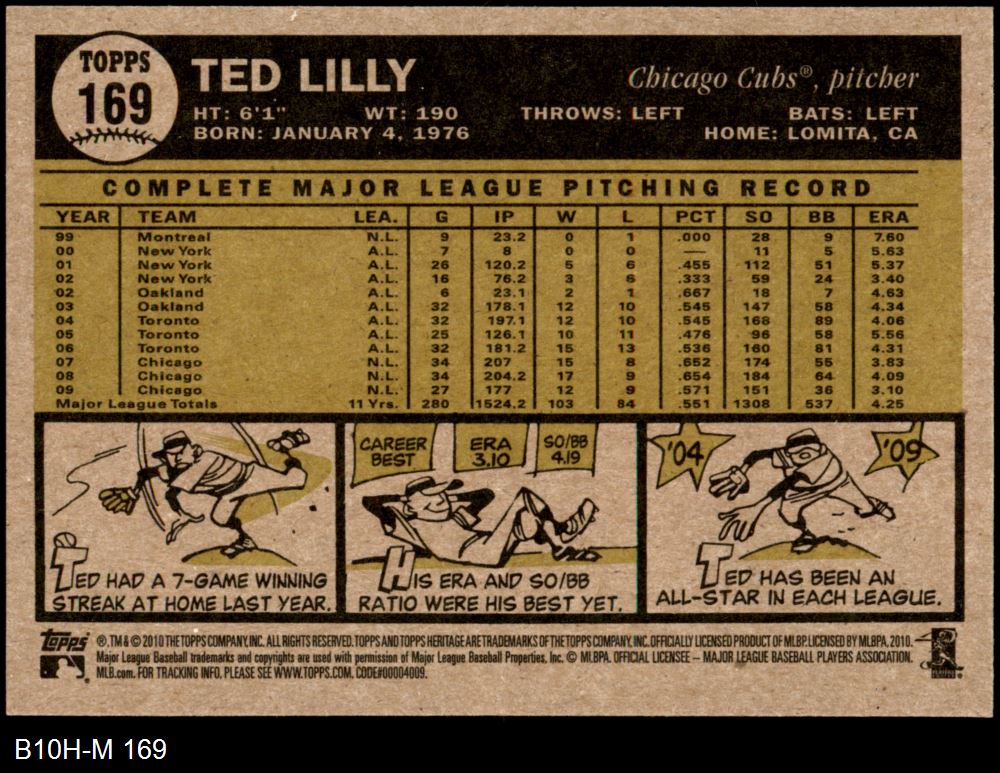 TOPPS
169
TED LILLY
Chicago Cubs®, pitcher
HT: 6'1" WT: 190 THROWS: LEFT BATS: LEFT
BORN: JANUARY 4, 1976 HOME: LOMITA, CA
COMPLETE MAJOR LEAGUE PITCHING RECORD
YEAR TEAM LEA. G IP W L PCT SO BB ERA
99 Montreal N.L. 9 23.2 0 1 .000 28 9 7.60
00 New York A.L. 7 8 0 0 — 11 5 5.63
01 New York A.L. 26 120.2 5 6 .455 112 51 5.37
02 New York A.L. 16 76.2 3 6 .333 59 24 3.40
02 Oakland A.L. 6 23.1 2 1 .667 18 7 4.63
03 Oakland A.L. 32 178.1 12 10 .545 147 58 4.34
04 Toronto A.L. 32 197.1 12 10 .545 168 89 4.06
05 Toronto A.L. 25 126.1 10 11 .476 96 58 5.56
06 Toronto A.L. 32 181.2 15 13 .536 160 81 4.31
07 Chicago N.L. 34 207 15 8 .652 174 55 3.83
08 Chicago N.L. 34 204.2 17 9 .654 184 64 4.09
09 Chicago N.L. 27 177 12 9 .571 151 36 3.10
Major League Totals 11 Yrs. 280 1524.2 103 84 .551 1308 537 4.25
TED HAD A 7-GAME WINNING
STREAK AT HOME LAST YEAR.
CAREER
BEST
ERA
3.10
SO/BB
4.19
HIS ERA AND SO/BB
RATIO WERE HIS BEST YET.
'04
'09
TED HAS BEEN AN
ALL-STAR IN EACH LEAGUE.
Topps ®, TM & © 2010 THE TOPPS COMPANY, INC. ALL RIGHTS RESERVED. TOPPS AND TOPPS HERITAGE ARE TRADEMARKS OF THE TOPPS COMPANY, INC. OFFICIALLY LICENSED PRODUCT OF MLBP. LICENSED BY MLBPA, 2010.
Major League Baseball trademarks and copyrights are used with permission of Major League Baseball Properties, Inc. © MLBPA. OFFICIAL LICENSEE – MAJOR LEAGUE BASEBALL PLAYERS ASSOCIATION.
MLB.com. FOR TRACKING INFO, PLEASE SEE WWW.TOPPS.COM. CODE#00004009.
B10H-M 169